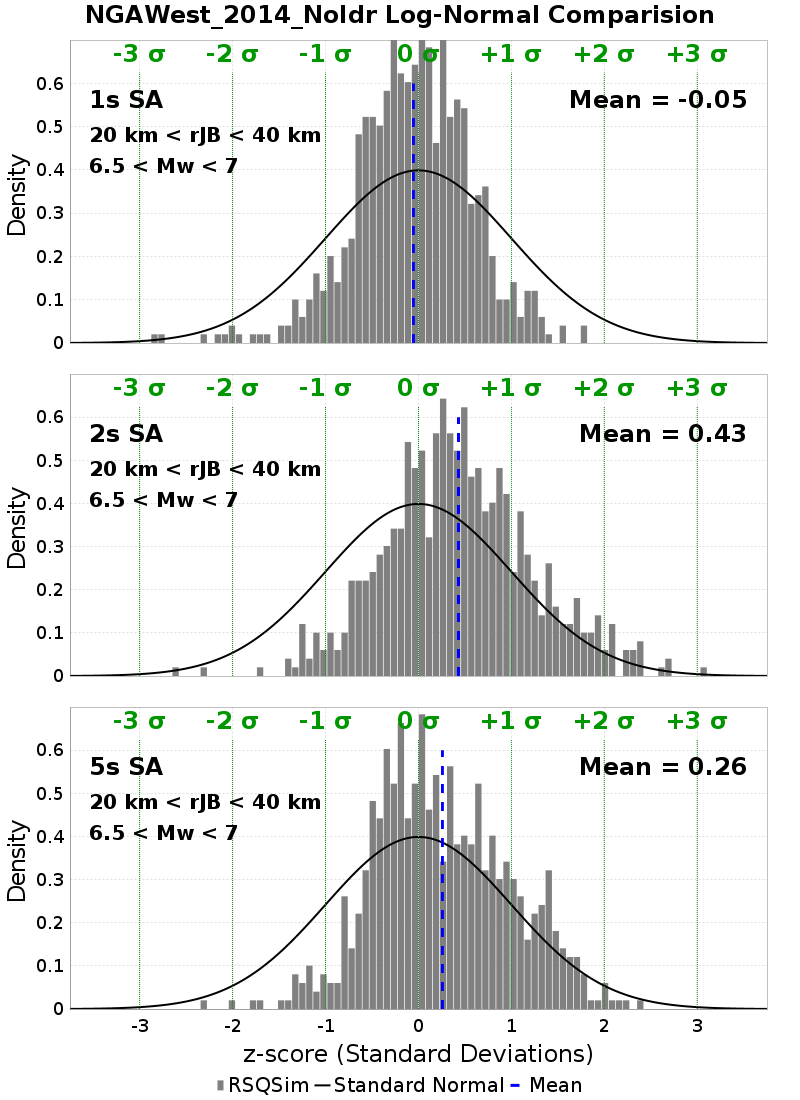 NGAWest_2014_NoIdr Log-Normal Comparision
-3 σ -2 σ -1 σ 0 σ +1 σ +2 σ +3 σ
1s SA Mean = -0.05
20 km < rJB < 40 km
6.5 < Mw < 7
Density
0.6
0.5
0.4
0.3
0.2
0.1
0
-3 σ -2 σ -1 σ 0 σ +1 σ +2 σ +3 σ
2s SA Mean = 0.43
20 km < rJB < 40 km
6.5 < Mw < 7
Density
0.6
0.5
0.4
0.3
0.2
0.1
0
-3 σ -2 σ -1 σ 0 σ +1 σ +2 σ +3 σ
5s SA Mean = 0.26
20 km < rJB < 40 km
6.5 < Mw < 7
Density
0.6
0.5
0.4
0.3
0.2
0.1
0
-3 -2 -1 0 1 2 3
z-score (Standard Deviations)
RSQSim Standard Normal Mean